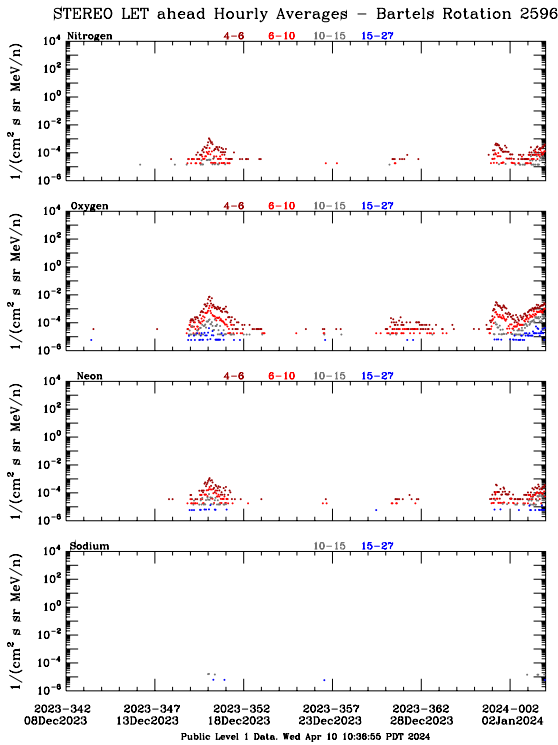 STEREO LET ahead Hourly Averages – Bartels Rotation 2596
Nitrogen 4–6 6–10 10–15 15–27
10^4
10^2
10^0
10^-2
10^-4
10^-6
1/(cm^2 s sr MeV/n)
Oxygen 4–6 6–10 10–15 15–27
10^4
10^2
10^0
10^-2
10^-4
10^-6
1/(cm^2 s sr MeV/n)
Neon 4–6 6–10 10–15 15–27
10^4
10^2
10^0
10^-2
10^-4
10^-6
1/(cm^2 s sr MeV/n)
Sodium 10–15 15–27
10^4
10^2
10^0
10^-2
10^-4
10^-6
1/(cm^2 s sr MeV/n)
2023–342 2023–347 2023–352 2023–357 2023–362 2024–002
08Dec2023 13Dec2023 18Dec2023 23Dec2023 28Dec2023 02Jan2024
Public Level 1 Data. Wed Apr 10 10:36:55 PDT 2024